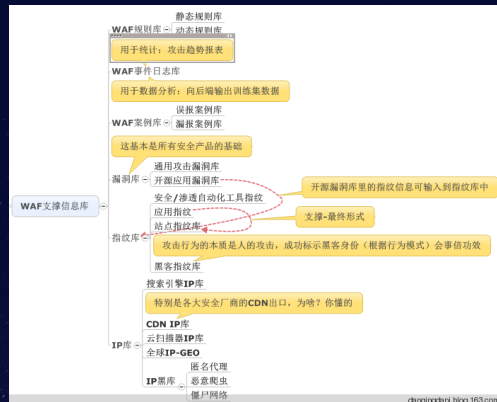 静态规则库
WAF规则库
动态规则库
用于统计：攻击趋势报表
WAF事件日志库
用于数据分析：向后端输出训练集数据
误报案例库
WAF案例库
漏报案例库
这基本是所有安全产品的基础
通用攻击漏洞库
漏洞库
开源应用漏洞库
开源漏洞库里的指纹信息可输入到指纹库中
安全/渗透自动化工具指纹
应用指纹
支撑-最终形式
站点指纹库
WAF支撑信息库
指纹库
攻击行为的本质是人的攻击，成功标示黑客身份（根据行为模式）会事倍功效
黑客指纹库
搜索引擎IP库
特别是各大安全厂商的CDN出口，为啥？你懂的
CDN IP库
云扫描器IP库
IP库
全球IP-GEO
匿名代理
IP黑库
恶意爬虫
僵尸网络
danqingdani.blog.163.com